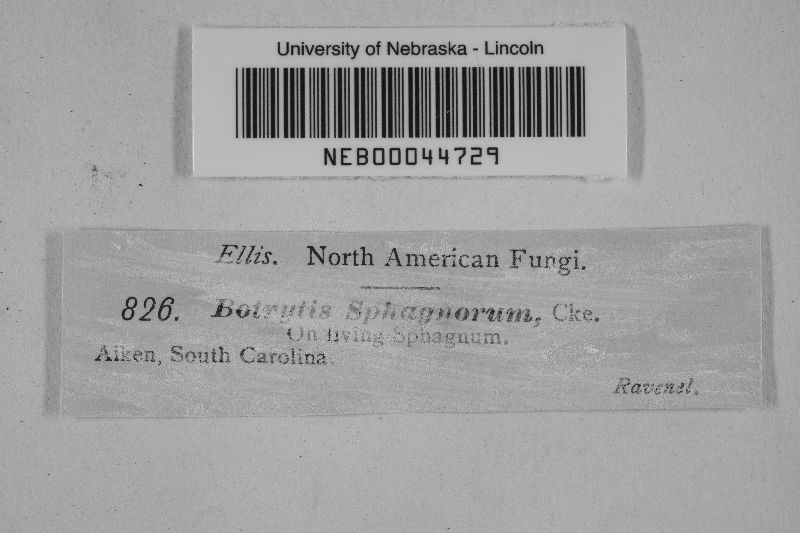 University of Nebraska - Lincoln
NEB00044729
Ellis. North American Fungi.
826. Botrytis Sphagnorum, Cke.
On living Sphagnum.
Aiken, South Carolina.
Ravenel.